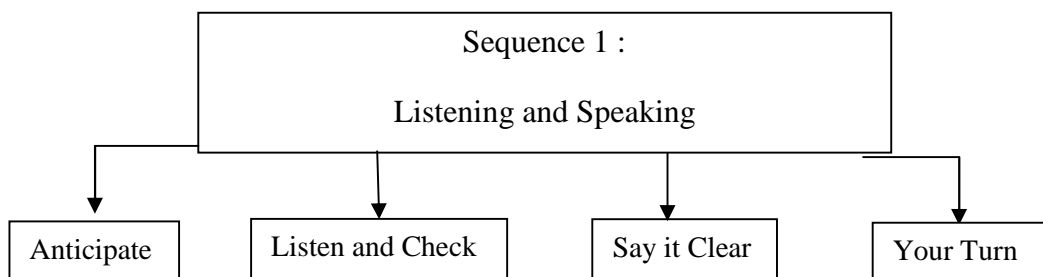 Sequence 1 :
Listening and Speaking
Anticipate
Listen and Check
Say it Clear
Your Turn